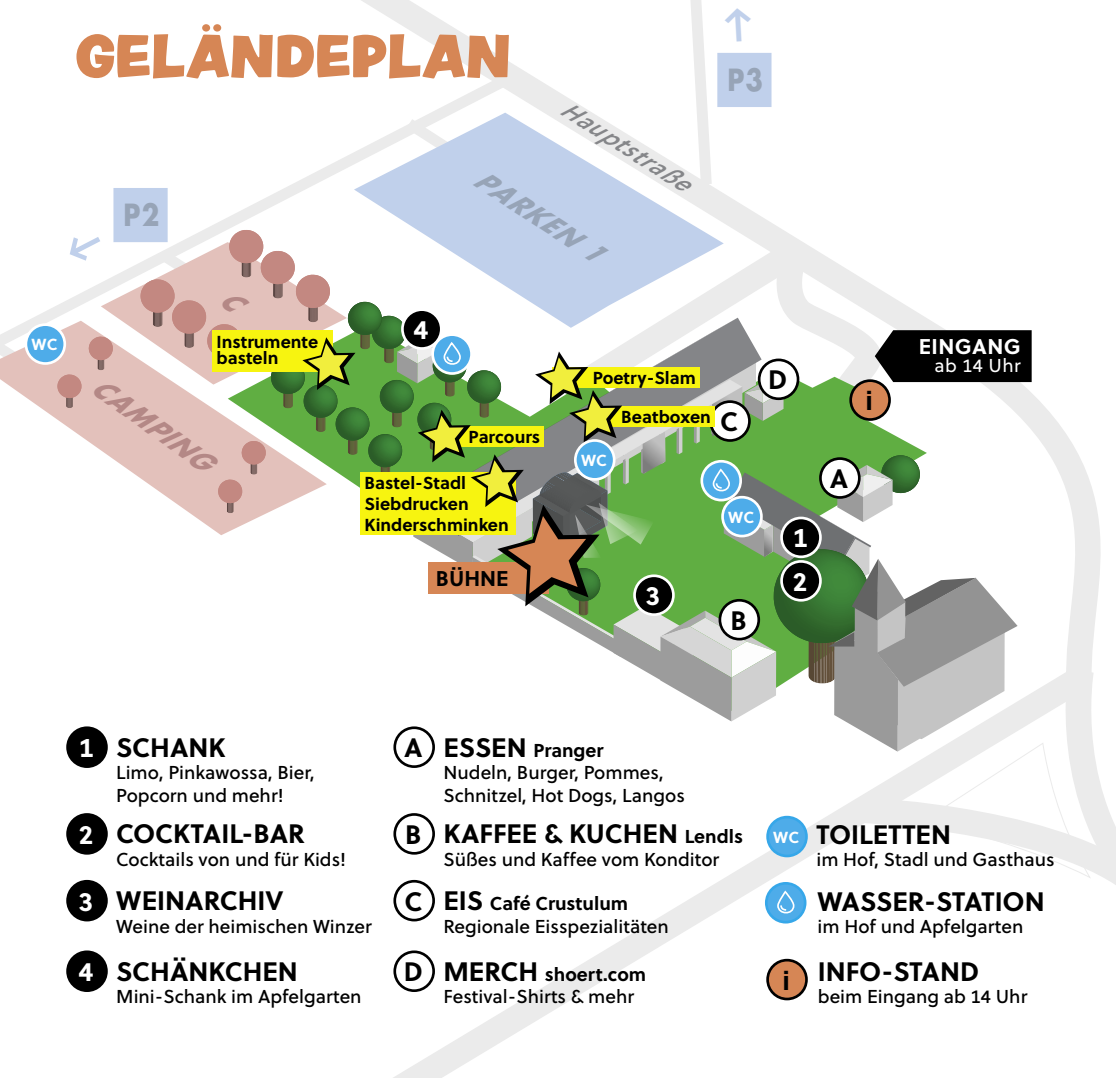 GELÄNDEPLAN
P3
Hauptstraße
P2
PARKEN 1
C
WC
CAMPING
Instrumente
basteln
4
EINGANG
ab 14 Uhr
Poetry-Slam
D
i
Beatboxen
C
Parcours
WC
Bastel-Stadl
Siebdrucken
Kinderschminken
A
WC
1
BÜHNE
2
3
B
1 SCHANK
Limo, Pinkawossa, Bier,
Popcorn und mehr!
2 COCKTAIL-BAR
Cocktails von und für Kids!
3 WEINARCHIV
Weine der heimischen Winzer
4 SCHÄNKCHEN
Mini-Schank im Apfelgarten
A ESSEN Pranger
Nudeln, Burger, Pommes,
Schnitzel, Hot Dogs, Langos
B KAFFEE & KUCHEN Lendls
Süßes und Kaffee vom Konditor
C EIS Café Crustulum
Regionale Eisspezialitäten
D MERCH shoert.com
Festival-Shirts & mehr
WC TOILETTEN
im Hof, Stadl und Gasthaus
WASSER-STATION
im Hof und Apfelgarten
i INFO-STAND
beim Eingang ab 14 Uhr